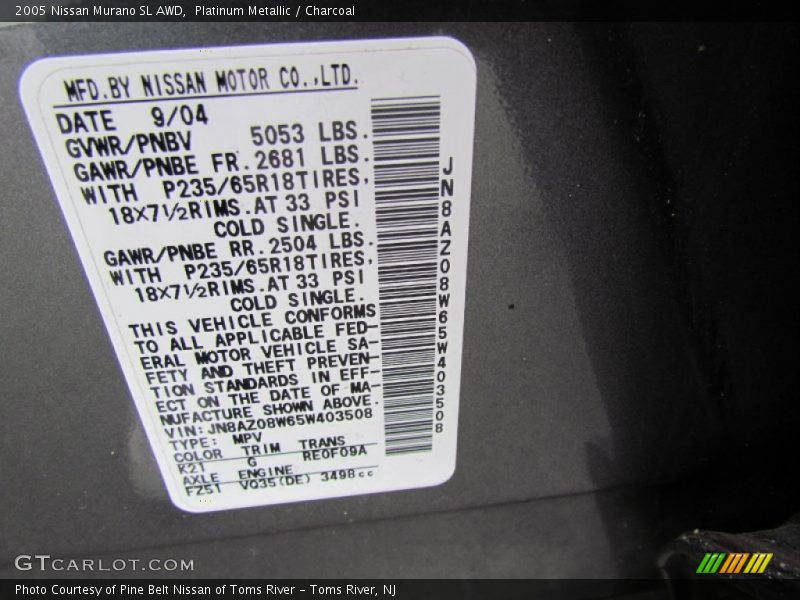 2005 Nissan Murano SL AWD,  Platinum Metallic / Charcoal
MFD.BY NISSAN MOTOR CO.,LTD.
DATE 9/04
GVWR/PNBV 5053 LBS.
GAWR/PNBE FR. 2681 LBS.
WITH P235/65R18TIRES,
18X7½RIMS.AT 33 PSI
COLD SINGLE.
GAWR/PNBE RR. 2504 LBS.
WITH P235/65R18TIRES,
18X7½RIMS.AT 33 PSI
COLD SINGLE.
THIS VEHICLE CONFORMS
TO ALL APPLICABLE FED-
ERAL MOTOR VEHICLE SA-
FETY AND THEFT PREVEN-
TION STANDARDS IN EFF-
ECT ON THE DATE OF MA-
NUFACTURE SHOWN ABOVE.
VIN:JN8AZ08W65W403508
TYPE: MPV
COLOR TRIM TRANS
K21 G RE0F09A
AXLE ENGINE
FZ51 VQ35(DE) 3498cc
JN8AZ08W65W403508
GTCARLOT.COM
Photo Courtesy of Pine Belt Nissan of Toms River – Toms River, NJ